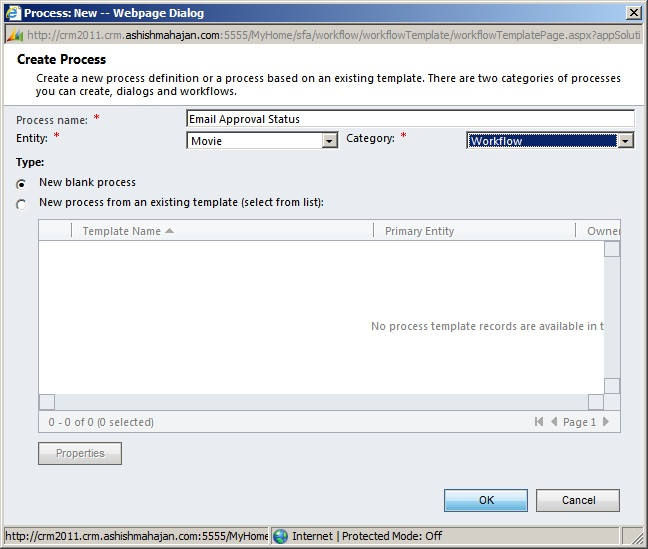 Process: New -- Webpage Dialog
http://crm2011.crm.ashishmahajan.com:5555/MyHome/sfa/workflow/workflowTemplate/workflowTemplatePage.aspx?appSoluti
Create Process
Create a new process definition or a process based on an existing template. There are two categories of processes
you can create, dialogs and workflows.
Process name: * Email Approval Status
Entity: * Movie Category: * Workflow
Type:
New blank process
New process from an existing template (select from list):
Template Name Primary Entity Owner
No process template records are available in t
0 - 0 of 0 (0 selected) Page 1
Properties
OK Cancel
http://crm2011.crm.ashishmahajan.com:5555/MyHome Internet | Protected Mode: Off